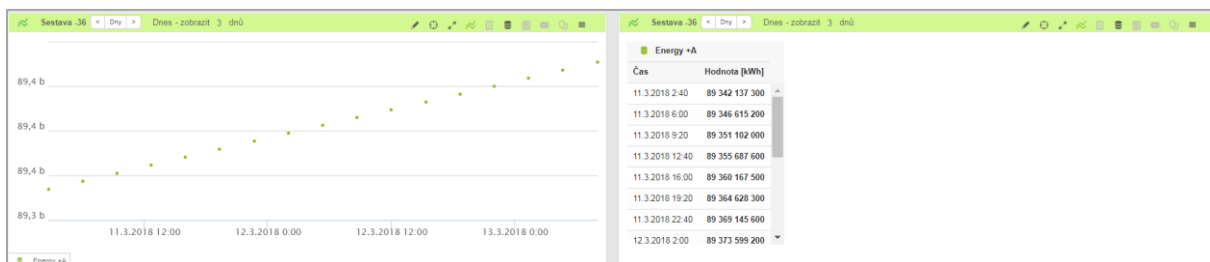 Sestava -36 < Dny > Dnes - zobrazit 3 dnů
89,4 b
89,4 b
89,4 b
89,3 b
11.3.2018 12:00 12.3.2018 0:00 12.3.2018 12:00 13.3.2018 0:00
Energy +A
Sestava -36 < Dny > Dnes - zobrazit 3 dnů
Energy +A
Čas Hodnota [kWh]
11.3.2018 2:40 89 342 137 300
11.3.2018 6:00 89 346 615 200
11.3.2018 9:20 89 351 102 000
11.3.2018 12:40 89 355 687 600
11.3.2018 16:00 89 360 167 500
11.3.2018 19:20 89 364 628 300
11.3.2018 22:40 89 369 145 600
12.3.2018 2:00 89 373 599 200